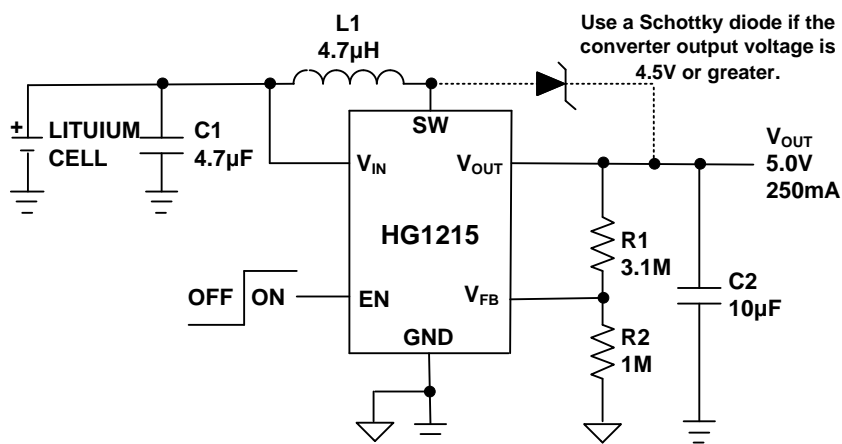 L1
4.7µH
Use a Schottky diode if the
converter output voltage is
4.5V or greater.
+
LITUIUM
CELL
C1
4.7µF
SW
VIN
VOUT
HG1215
EN
VFB
GND
OFF
ON
R1
3.1M
R2
1M
C2
10µF
VOUT
5.0V
250mA